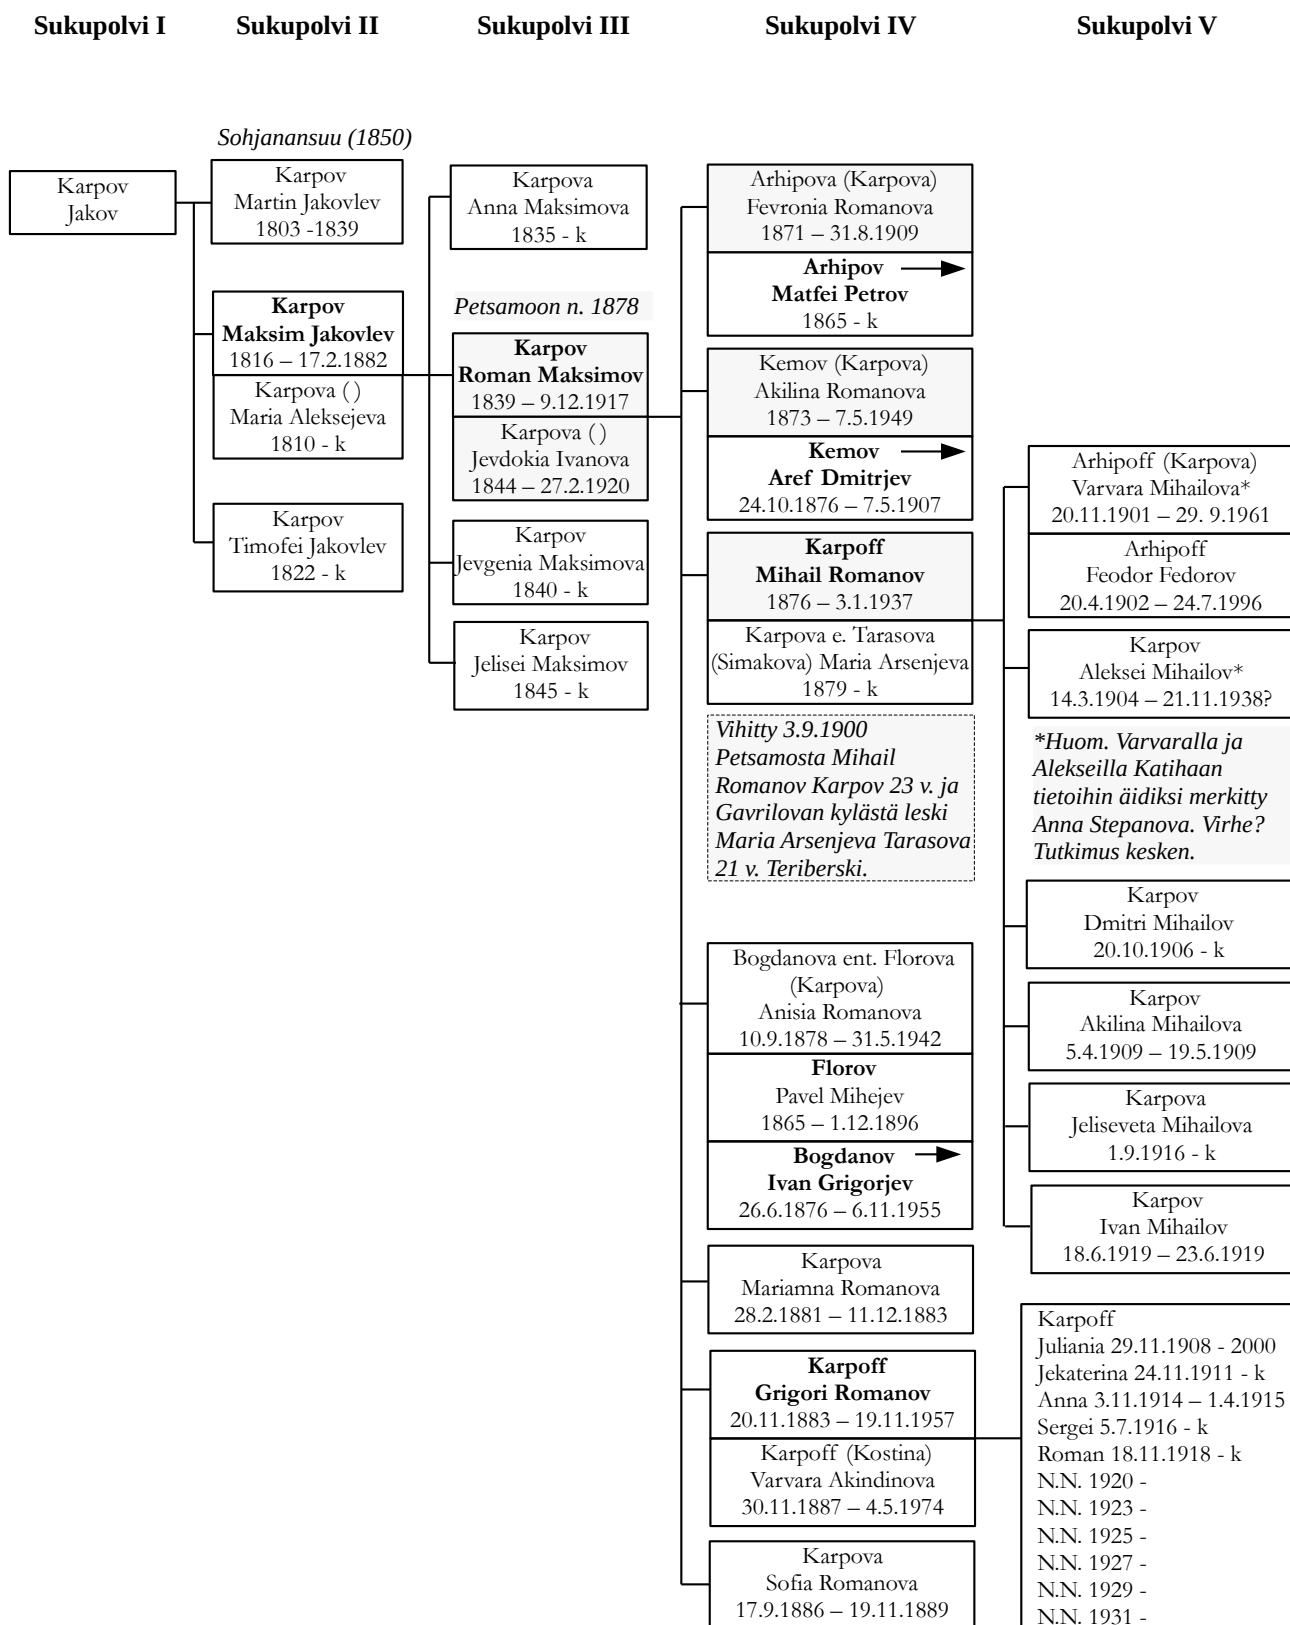 Sukupolvi I
Sukupolvi II
Sukupolvi III
Sukupolvi IV
Sukupolvi V
Karpov
Jakov
Sohjanansuu (1850)
Karpov
Martin Jakovlev
1803 -1839
Karpov
Maksim Jakovlev
1816 – 17.2.1882
Karpova ( )
Maria Aleksejeva
1810 - k
Karpov
Timofei Jakovlev
1822 - k
Karpova
Anna Maksimova
1835 - k
Petsamoon n. 1878
Karpov
Roman Maksimov
1839 – 9.12.1917
Karpova ( )
Jevdokia Ivanova
1844 – 27.2.1920
Karpov
Jevgenia Maksimova
1840 - k
Karpov
Jelisei Maksimov
1845 - k
Arhipova (Karpova)
Fevronia Romanova
1871 – 31.8.1909
Arhipov
Matfei Petrov
1865 - k
Kemov (Karpova)
Akilina Romanova
1873 – 7.5.1949
Kemov
Aref Dmitrjev
24.10.1876 – 7.5.1907
Karpoff
Mihail Romanov
1876 – 3.1.1937
Karpova e. Tarasova
(Simakova) Maria Arsenjeva
1879 - k
Vihitty 3.9.1900
Petsamosta Mihail
Romanov Karpov 23 v. ja
Gavrilovan kylästä leski
Maria Arsenjeva Tarasova
21 v. Teriberski.
Bogdanova ent. Florova
(Karpova)
Anisia Romanova
10.9.1878 – 31.5.1942
Florov
Pavel Mihejev
1865 – 1.12.1896
Bogdanov
Ivan Grigorjev
26.6.1876 – 6.11.1955
Karpova
Mariamna Romanova
28.2.1881 – 11.12.1883
Karpoff
Grigori Romanov
20.11.1883 – 19.11.1957
Karpoff (Kostina)
Varvara Akindinova
30.11.1887 – 4.5.1974
Karpova
Sofia Romanova
17.9.1886 – 19.11.1889
Arhipoff (Karpova)
Varvara Mihailova*
20.11.1901 – 29. 9.1961
Arhipoff
Feodor Fedorov
20.4.1902 – 24.7.1996
Karpov
Aleksei Mihailov*
14.3.1904 – 21.11.1938?
*Huom. Varvaralla ja
Alekseilla Katihaan
tietoihin äidiksi merkitty
Anna Stepanova. Virhe?
Tutkimus kesken.
Karpov
Dmitri Mihailov
20.10.1906 - k
Karpov
Akilina Mihailova
5.4.1909 – 19.5.1909
Karpova
Jeliseveta Mihailova
1.9.1916 - k
Karpov
Ivan Mihailov
18.6.1919 – 23.6.1919
Karpoff
Juliania 29.11.1908 - 2000
Jekaterina 24.11.1911 - k
Anna 3.11.1914 – 1.4.1915
Sergei 5.7.1916 - k
Roman 18.11.1918 - k
N.N. 1920 -
N.N. 1923 -
N.N. 1925 -
N.N. 1927 -
N.N. 1929 -
N.N. 1931 -